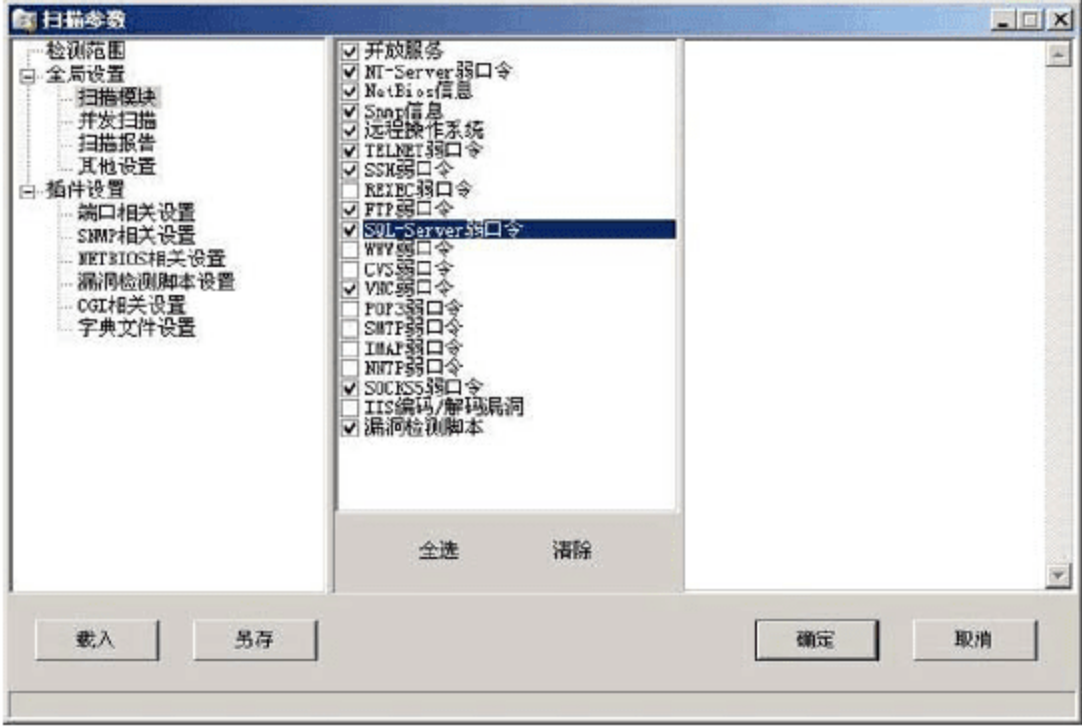 扫描参数
检测范围
全局设置
扫描模块
并发扫描
扫描报告
其他设置
插件设置
端口相关设置
SNMP相关设置
NETBIOS相关设置
漏洞检测脚本设置
CGI相关设置
字典文件设置
开放服务
NT-Server弱口令
NetBios信息
Snmp信息
远程操作系统
TELNET弱口令
SSH弱口令
REXEC弱口令
FTP弱口令
SQL-Server弱口令
WWW弱口令
CVS弱口令
VNC弱口令
POP3弱口令
SMTP弱口令
IMAP弱口令
NNTP弱口令
SOCKS5弱口令
IIS编码/解码漏洞
漏洞检测脚本
全选 清除
载入 另存 确定 取消